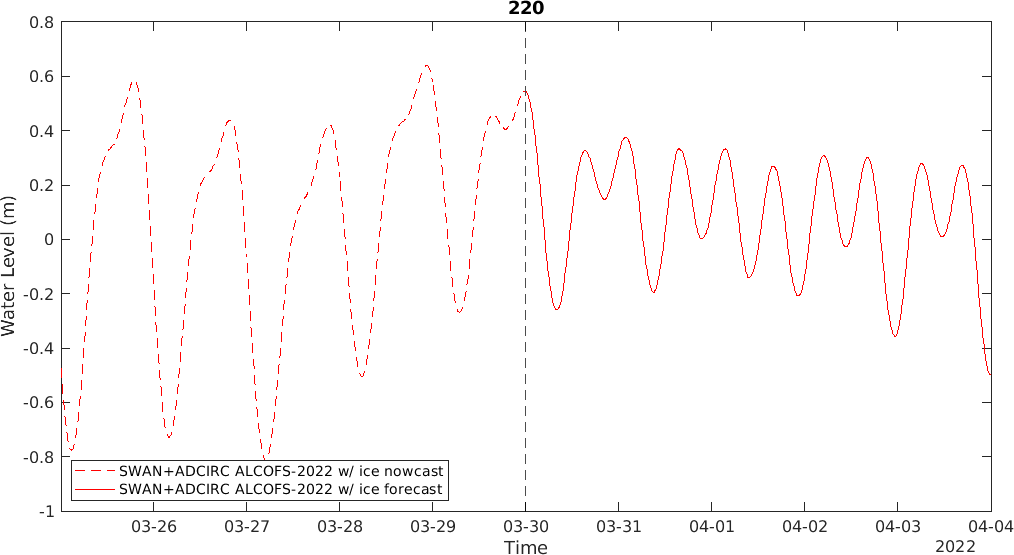 220
0.8
0.6
0.4
0.2
0
-0.2
-0.4
-0.6
-0.8
-1
Water Level (m)
SWAN+ADCIRC ALCOFS-2022 w/ ice nowcast
SWAN+ADCIRC ALCOFS-2022 w/ ice forecast
03-26 03-27 03-28 03-29 03-30 03-31 04-01 04-02 04-03 04-04
Time
2022